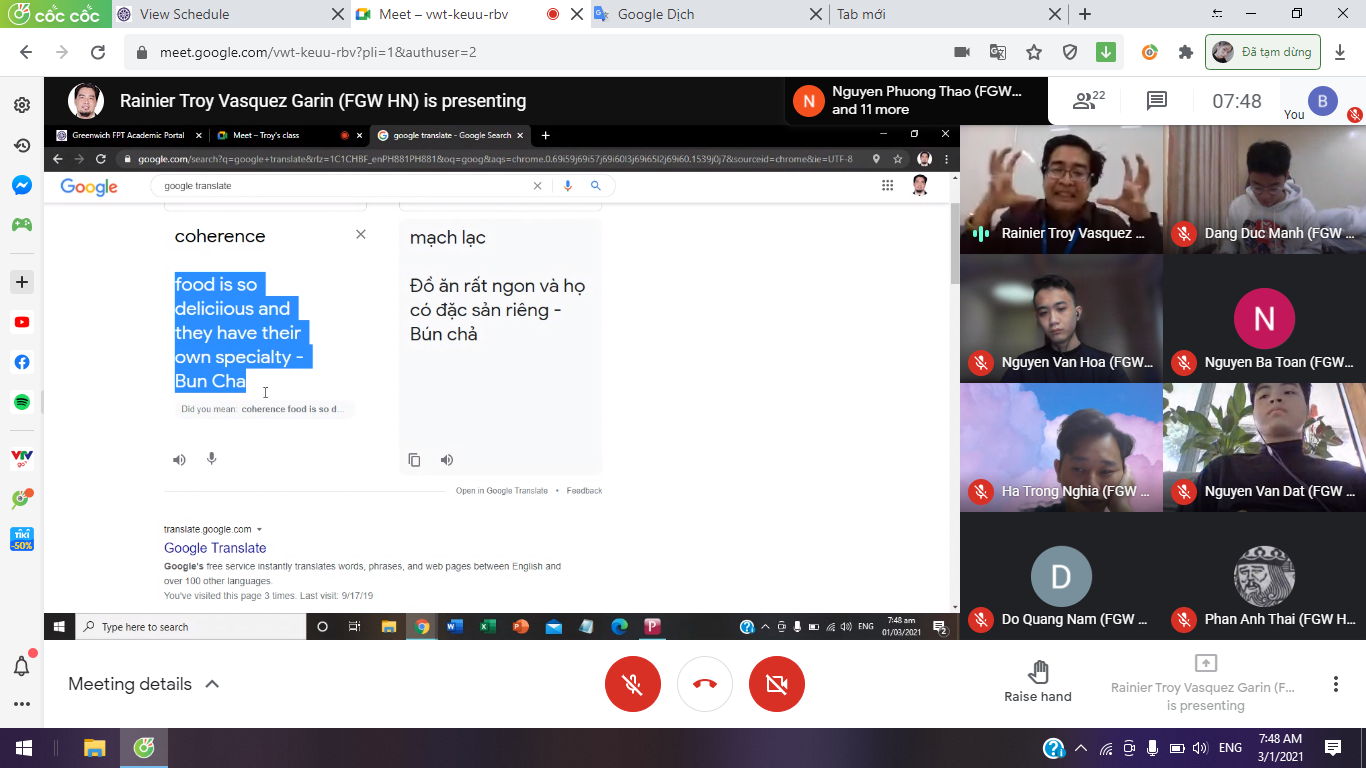 cốc cốc
View Schedule
Meet – vwt-keuu-rbv
Google Dịch
Tab mới
meet.google.com/vwt-keuu-rbv?pli=1&authuser=2
Đã tạm dừng
Rainier Troy Vasquez Garin (FGW HN) is presenting
N
Nguyen Phuong Thao (FGW...
and 11 more
22
07:48
You
B
Greenwich FPT Academic Portal
Meet – Troy's class
google translate - Google Search
google.com/search?q=google+translate&rlz=1C1CHBF_enPH881PH881&oq=goog&aqs=chrome.0.69i59j69i57j69i60l3j69i65l2j69i60.1539j0j7&sourceid=chrome&ie=UTF-8
Google
google translate
coherence
food is so
deliciious and
they have their
own specialty -
Bun Cha
Did you mean: coherence food is so d...
mạch lạc
Đồ ăn rất ngon và họ
có đặc sản riêng -
Bún chả
Open in Google Translate • Feedback
translate.google.com
Google Translate
Google's free service instantly translates words, phrases, and web pages between English and
over 100 other languages.
You've visited this page 3 times. Last visit: 9/17/19
Type here to search
ENG
7:48 am
01/03/2021
2
Rainier Troy Vasquez ...
Dang Duc Manh (FGW ...
Nguyen Van Hoa (FGW...
N
Nguyen Ba Toan (FGW...
Ha Trong Nghia (FGW ...
Nguyen Van Dat (FGW ...
D
Do Quang Nam (FGW ...
Phan Anh Thai (FGW H...
VTV
go
TIKI
-50%
Meeting details
Raise hand
Rainier Troy Vasquez Garin (F...
is presenting
ENG
7:48 AM
3/1/2021